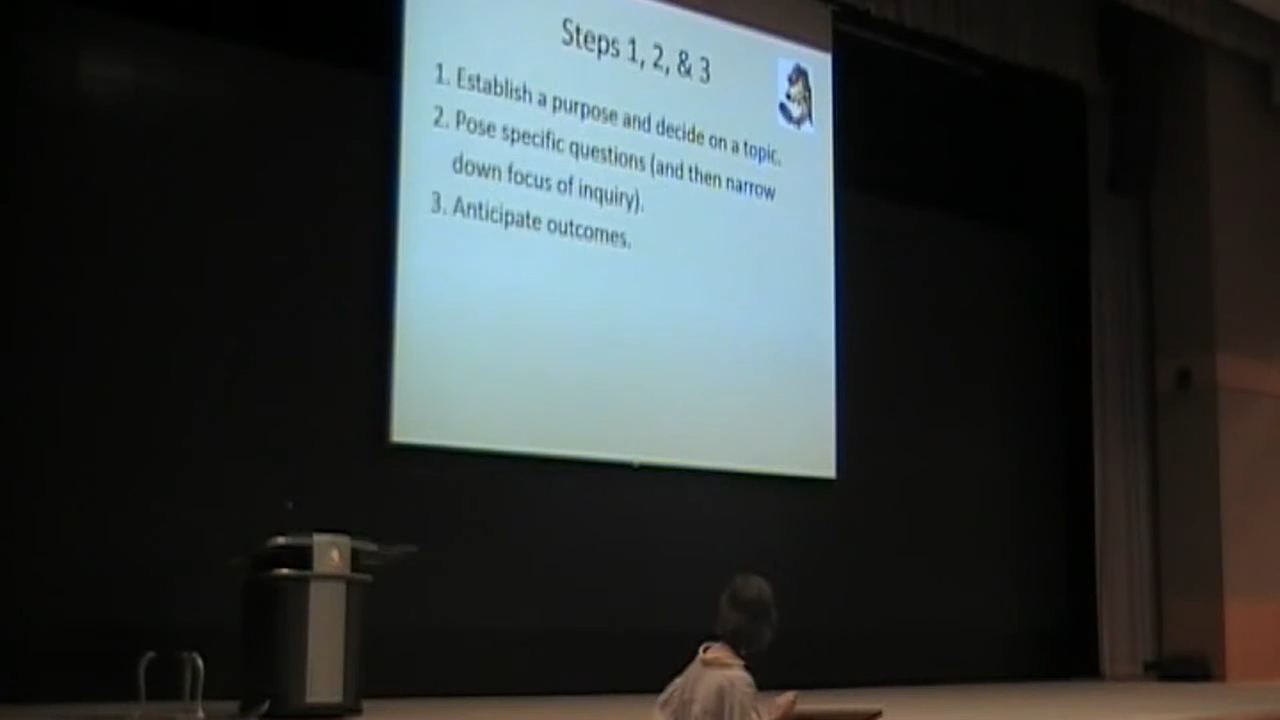 Steps 1, 2, & 3
1. Establish a purpose and decide on a topic.
2. Pose specific questions (and then narrow
down focus of inquiry).
3. Anticipate outcomes.